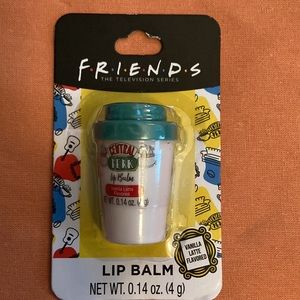 F·R·I·E·N·D·S
THE TELEVISION SERIES
CENTRAL
PERK
Lip Balm
Vanilla Latte
Flavored
NET WT. 0.14 oz. (4 g)
VANILLA
LATTE
FLAVORED
LIP BALM
NET WT. 0.14 oz. (4 g)